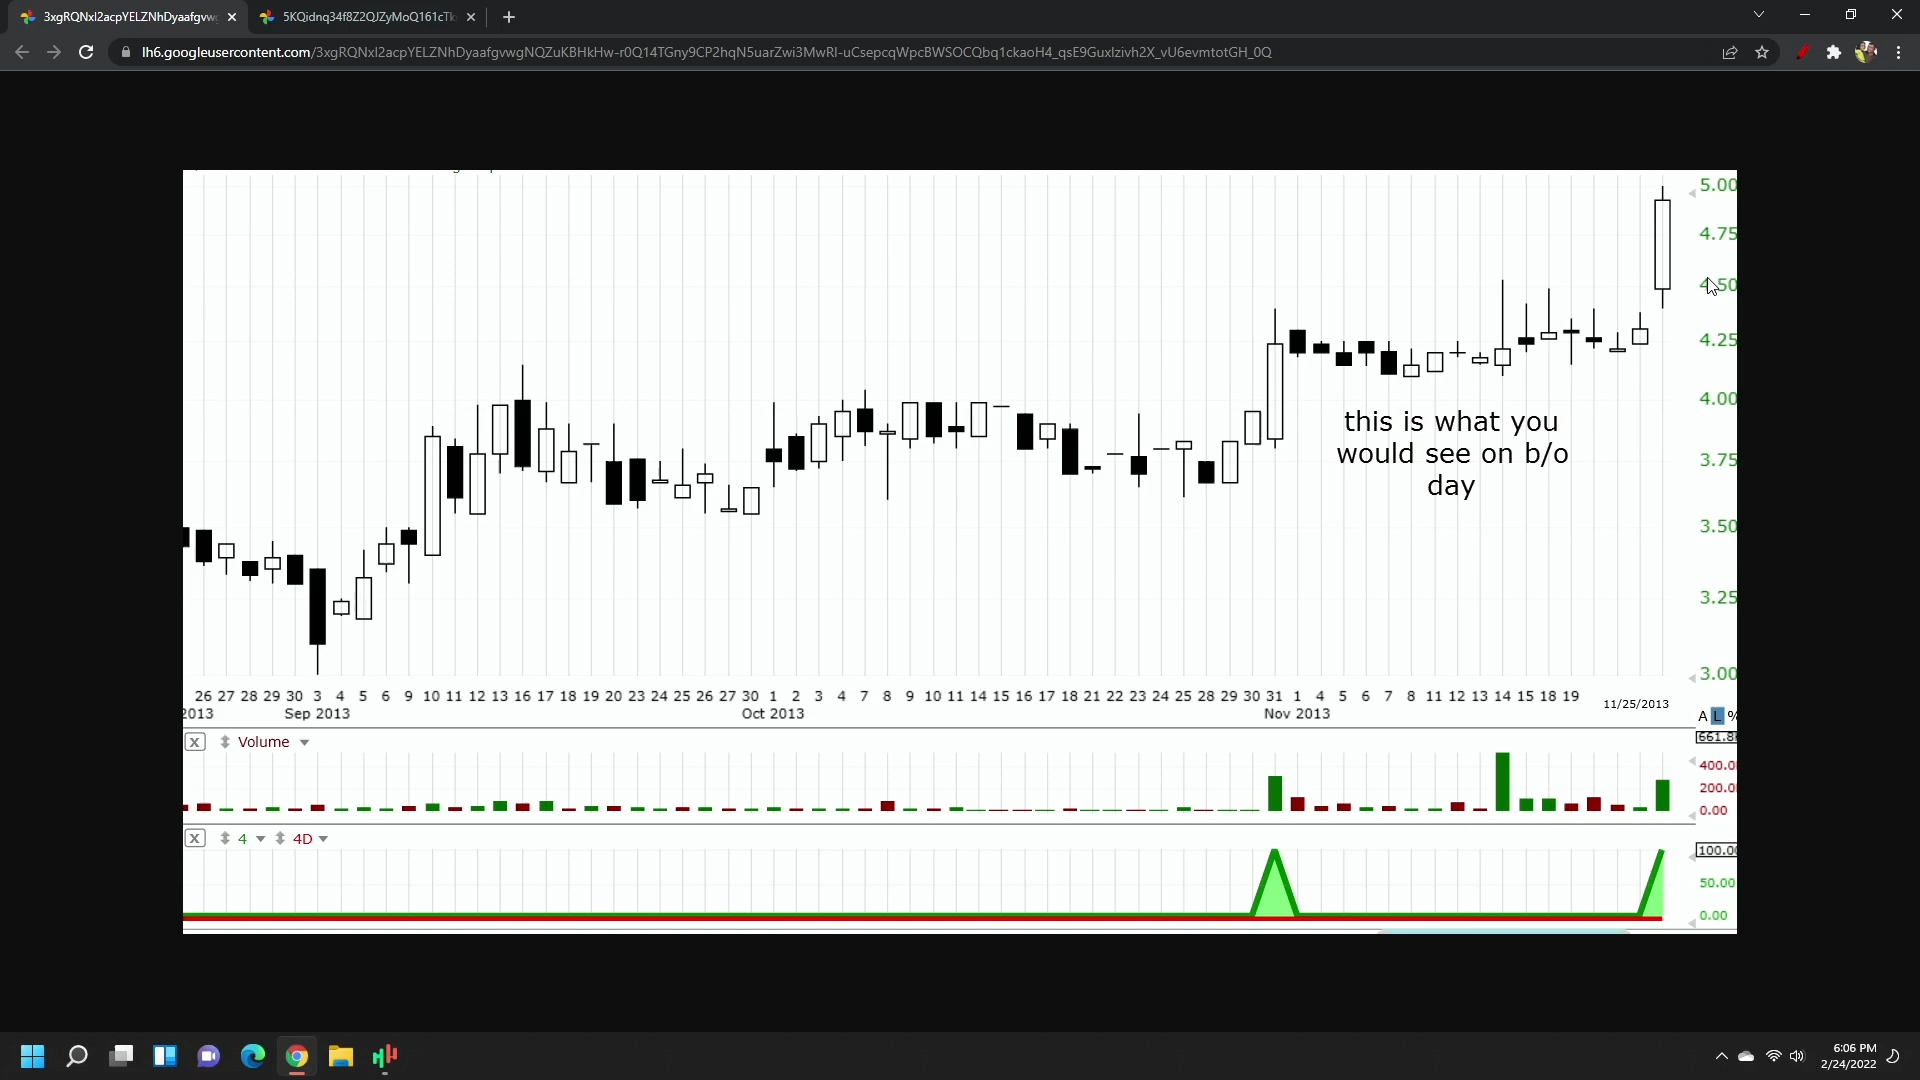 3xgRQNxl2acpYELZNhDyaafgvw
5KQidnq34f8Z2QJZyMoQ161cTk
lh6.googleusercontent.com/3xgRQNxl2acpYELZNhDyaafgvwgNQZuKBHkHw-r0Q14TGny9CP2hqN5uarZwi3MwRI-uCsepcqWpcBWSOCQbq1ckaoH4_qsE9Guxlzivh2X_vU6evmtotGH_0Q
5.00
4.75
4.50
4.25
4.00
3.75
3.50
3.25
3.00
this is what you
would see on b/o
day
26 27 28 29 30 3 4 5 6 9 10 11 12 13 16 17 18 19 20 23 24 25 26 27 30 1 2 3 4 7 8 9 10 11 14 15 16 17 18 21 22 23 24 25 28 29 30 31 1 4 5 6 7 8 11 12 13 14 15 18 19
11/25/2013
2013 Sep 2013 Oct 2013 Nov 2013
A L %
X Volume
661.8
400.0
200.0
0.00
X 4 4D
100.00
50.00
0.00
6:06 PM
2/24/2022